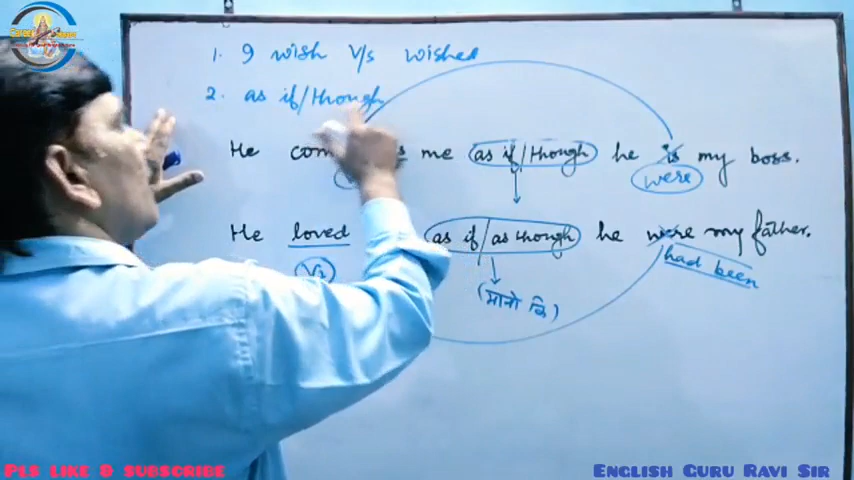 1. I wish V/s wished
2. as if/though
He com s me as if/though he is my boss.
were
He loved as if/as though he were my father.
had been
V2
(मानो कि)
PLS LIKE & SUBSCRIBE
ENGLISH GURU RAVI SIR